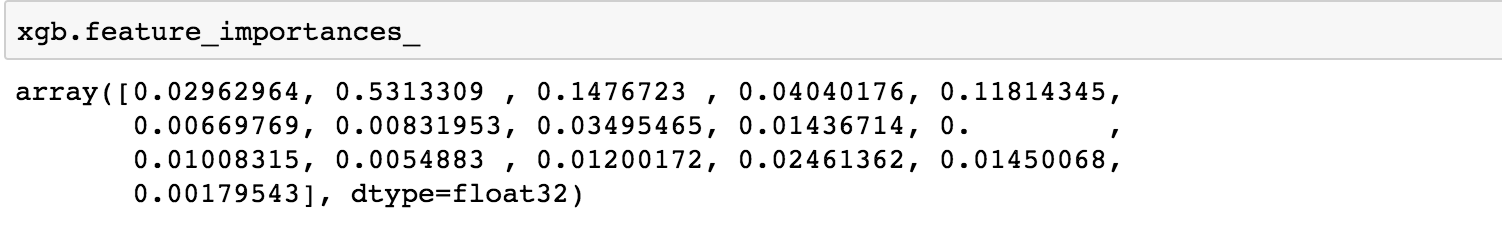 xgb.feature_importances_
array([0.02962964, 0.5313309 , 0.1476723 , 0.04040176, 0.11814345,
       0.00669769, 0.00831953, 0.03495465, 0.01436714, 0.        ,
       0.01008315, 0.0054883 , 0.01200172, 0.02461362, 0.01450068,
       0.00179543], dtype=float32)